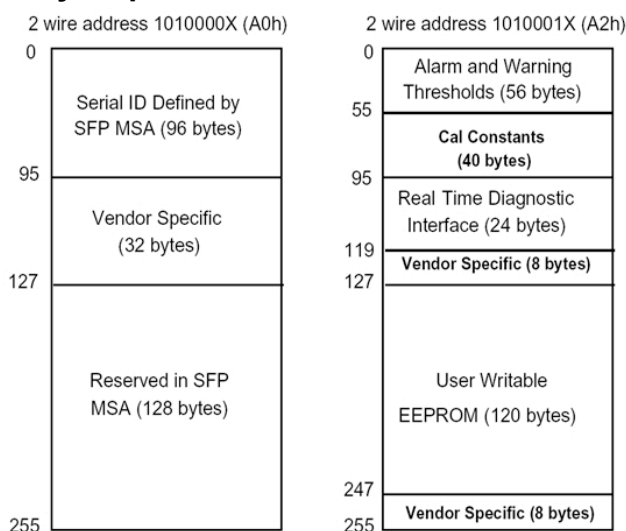 2 wire address 1010000X (A0h)
0
Serial ID Defined by
SFP MSA (96 bytes)
95
Vendor Specific
(32 bytes)
127
Reserved in SFP
MSA (128 bytes)
255
2 wire address 1010001X (A2h)
0
Alarm and Warning
Thresholds (56 bytes)
55
Cal Constants
(40 bytes)
95
Real Time Diagnostic
Interface (24 bytes)
119
Vendor Specific (8 bytes)
127
User Writable
EEPROM (120 bytes)
247
Vendor Specific (8 bytes)
255